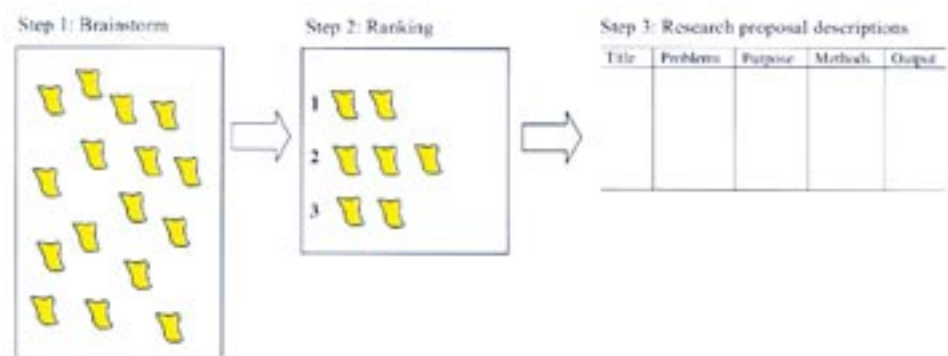 Step 1: Brainstorm
Step 2: Ranking
1
2
3
Step 3: Research proposal descriptions
Title Problems Purpose Methods Output